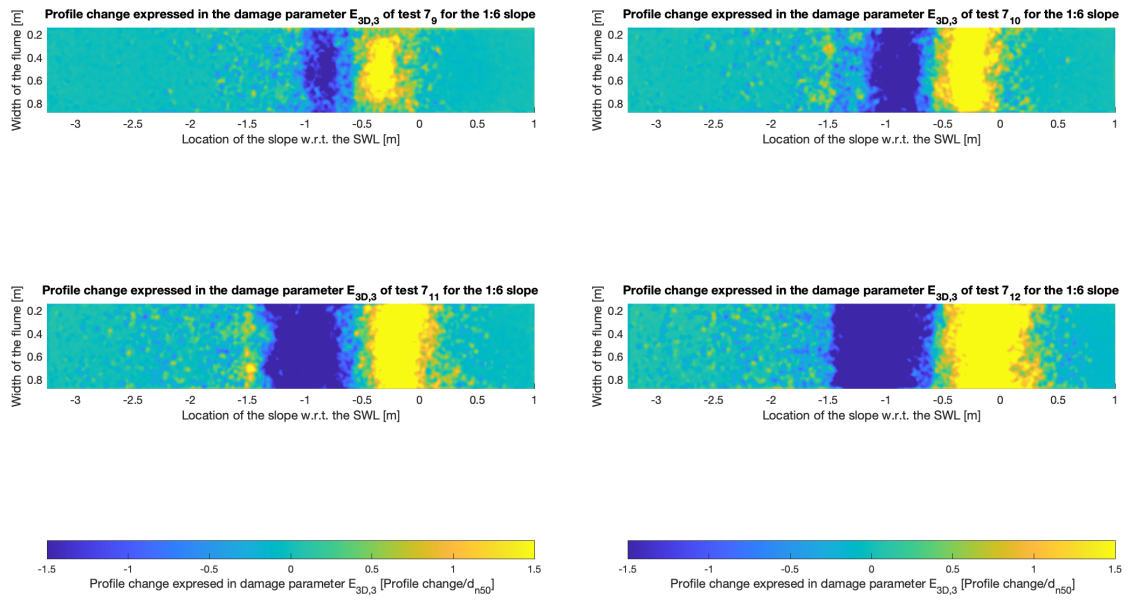 Profile change expressed in the damage parameter E3D,3 of test 79 for the 1:6 slope
Width of the flume [m]
0.2
0.4
0.6
0.8
-3 -2.5 -2 -1.5 -1 -0.5 0 0.5 1
Location of the slope w.r.t. the SWL [m]
Profile change expressed in the damage parameter E3D,3 of test 710 for the 1:6 slope
Width of the flume [m]
0.2
0.4
0.6
0.8
-3 -2.5 -2 -1.5 -1 -0.5 0 0.5 1
Location of the slope w.r.t. the SWL [m]
Profile change expressed in the damage parameter E3D,3 of test 711 for the 1:6 slope
Width of the flume [m]
0.2
0.4
0.6
0.8
-3 -2.5 -2 -1.5 -1 -0.5 0 0.5 1
Location of the slope w.r.t. the SWL [m]
Profile change expressed in the damage parameter E3D,3 of test 712 for the 1:6 slope
Width of the flume [m]
0.2
0.4
0.6
0.8
-3 -2.5 -2 -1.5 -1 -0.5 0 0.5 1
Location of the slope w.r.t. the SWL [m]
-1.5 -1 -0.5 0 0.5 1 1.5
Profile change expresed in damage parameter E3D,3 [Profile change/dn50]
-1.5 -1 -0.5 0 0.5 1 1.5
Profile change expresed in damage parameter E3D,3 [Profile change/dn50]